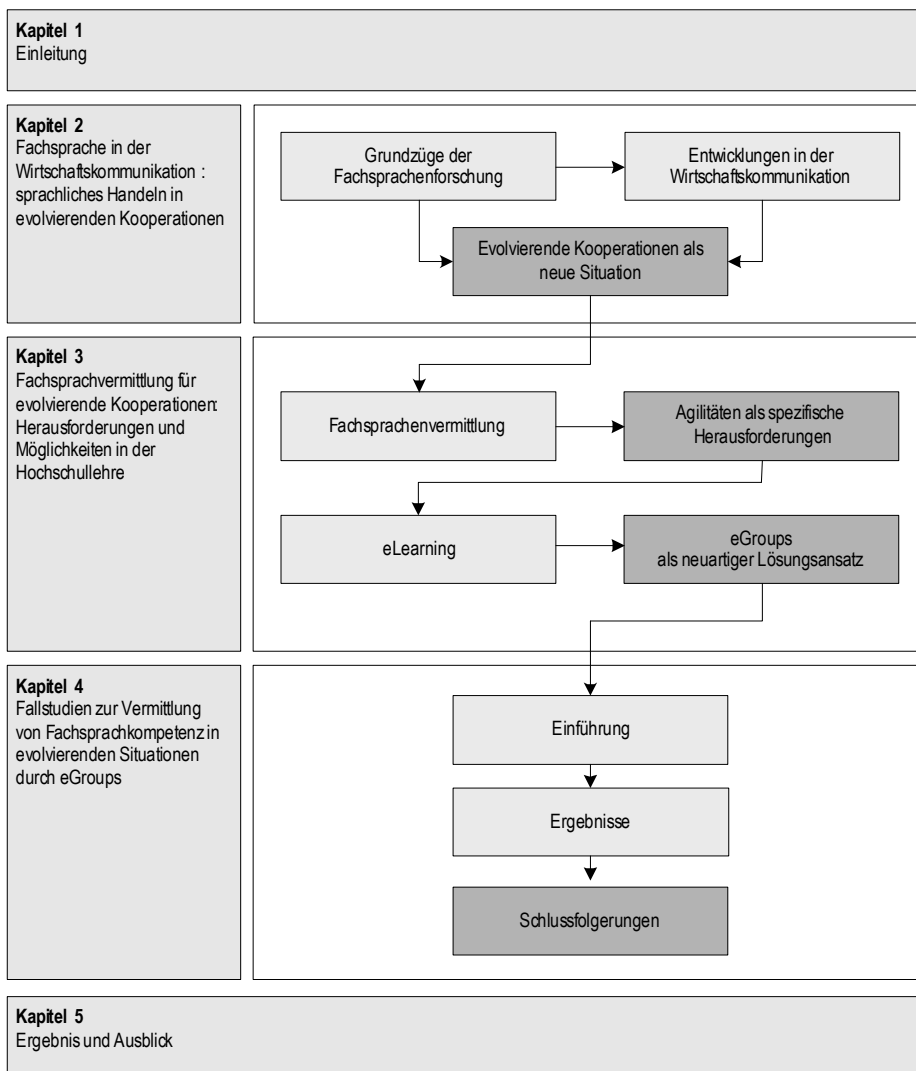 Kapitel 1
Einleitung
Kapitel 2
Fachsprache in der
Wirtschaftskommunikation :
sprachliches Handeln in
evolvierenden Kooperationen
Grundzüge der
Fachsprachenforschung
Entwicklungen in der
Wirtschaftskommunikation
Evolvierende Kooperationen als
neue Situation
Kapitel 3
Fachsprachvermittlung für
evolvierende Kooperationen:
Herausforderungen und
Möglichkeiten in der
Hochschullehre
Fachsprachenvermittlung
Agilitäten als spezifische
Herausforderungen
eLearning
eGroups
als neuartiger Lösungsansatz
Kapitel 4
Fallstudien zur Vermittlung
von Fachsprachkompetenz in
evolvierenden Situationen
durch eGroups
Einführung
Ergebnisse
Schlussfolgerungen
Kapitel 5
Ergebnis und Ausblick